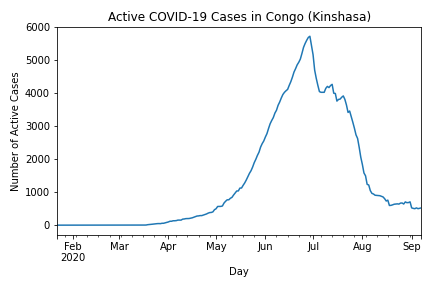 Active COVID-19 Cases in Congo (Kinshasa)
6000
5000
4000
3000
2000
1000
0
Number of Active Cases
Feb Mar Apr May Jun Jul Aug Sep
2020
Day